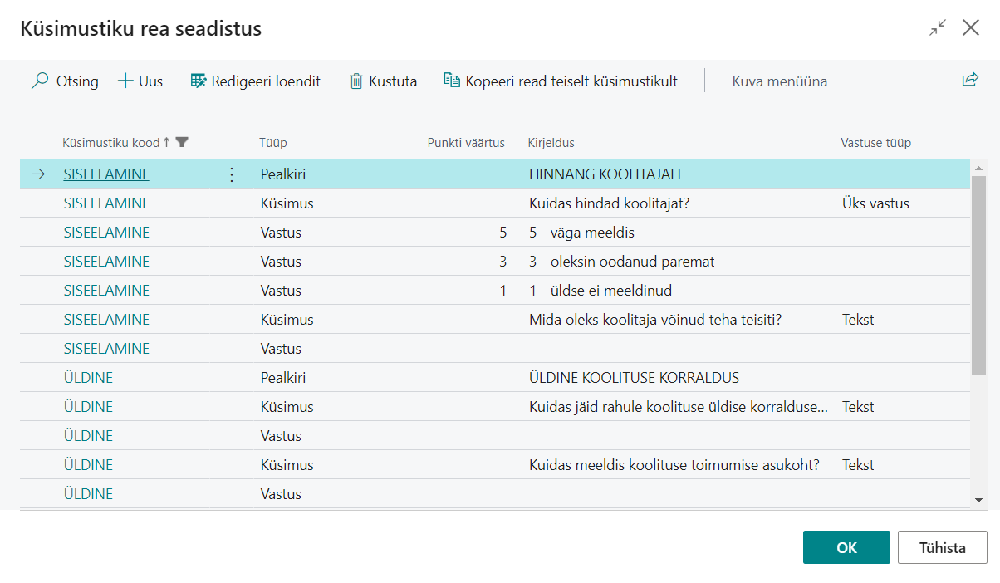 Küsimustiku rea seadistus
Otsing Uus Redigeeri loendit Kustuta Kopeeri read teiselt küsimustikult Kuva menüüna
Küsimustiku kood ↑ Tüüp Punkti väärtus Kirjeldus Vastuse tüüp
SISEELAMINE Pealkiri HINNANG KOOLITAJALE
SISEELAMINE Küsimus Kuidas hindad koolitajat? Üks vastus
SISEELAMINE Vastus 5 5 - väga meeldis
SISEELAMINE Vastus 3 3 - oleksin oodanud paremat
SISEELAMINE Vastus 1 1 - üldse ei meeldinud
SISEELAMINE Küsimus Mida oleks koolitaja võinud teha teisiti? Tekst
SISEELAMINE Vastus
ÜLDINE Pealkiri ÜLDINE KOOLITUSE KORRALDUS
ÜLDINE Küsimus Kuidas jäid rahule koolituse üldise korralduse... Tekst
ÜLDINE Vastus
ÜLDINE Küsimus Kuidas meeldis koolituse toimumise asukoht? Tekst
ÜLDINE Vastus
OK Tühista